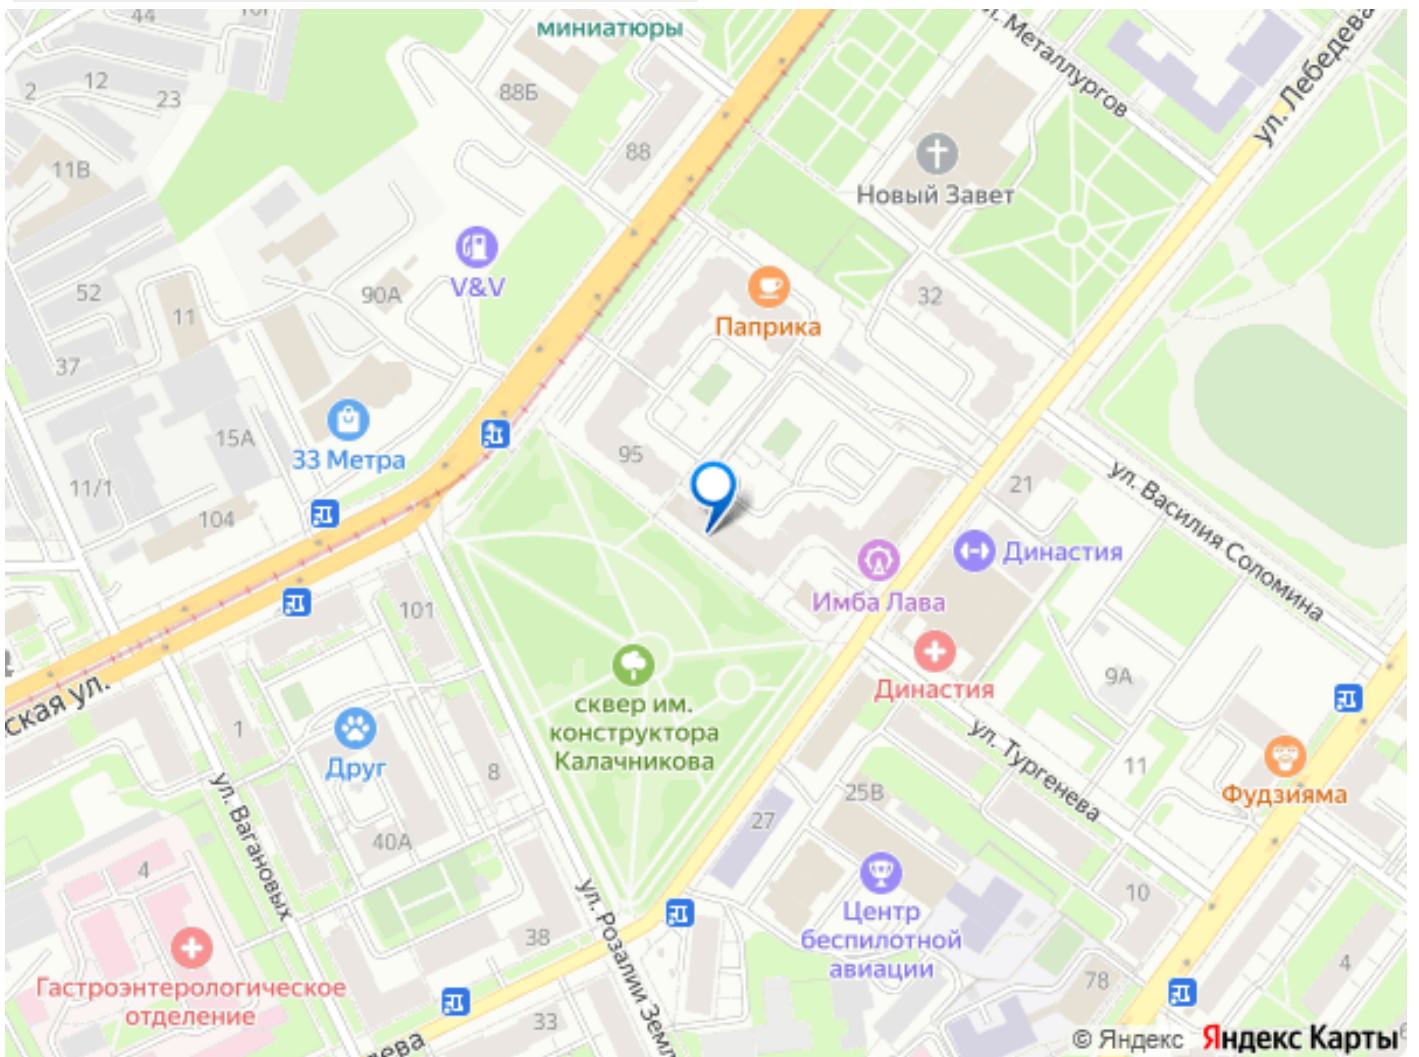 44
миниатюры
ул. Металлургов
ул. Лебедева
2
12
23
88Б
88
11В
Новый Завет
52
11
90А
V&V
Паприка
32
37
15А
33 Метра
95
11/1
104
21
ул. Василия Соломина
Династия
Имба Лава
101
Династия
9А
ская ул.
1
Друг
8
сквер им.
конструктора
Калачникова
ул. Тургенева
11
Фудзияма
ул. Вагановых
40А
27
25В
4
10
Центр
беспилотной
авиации
ул. Розалии Земл
38
4
78
Гастроэнтерологическое
отделение
33
ева
© Яндекс Яндекс Карты